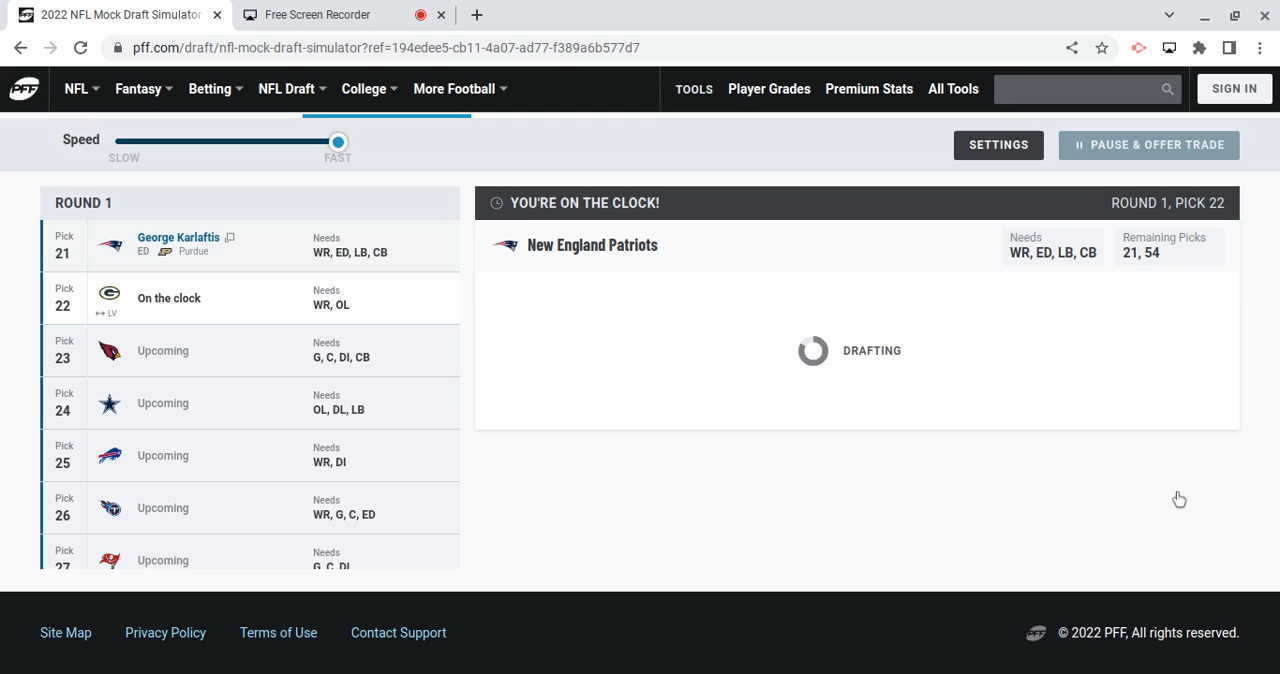 2022 NFL Mock Draft Simulator
Free Screen Recorder
pff.com/draft/nfl-mock-draft-simulator?ref=194edee5-cb11-4a07-ad77-f389a6b577d7
PFF
NFL
Fantasy
Betting
NFL Draft
College
More Football
TOOLS
Player Grades
Premium Stats
All Tools
SIGN IN
Speed
SLOW
FAST
SETTINGS
PAUSE & OFFER TRADE
ROUND 1
Pick
21
George Karlaftis
ED
Purdue
Needs
WR, ED, LB, CB
Pick
22
LV
On the clock
Needs
WR, OL
Pick
23
Upcoming
Needs
G, C, DI, CB
Pick
24
Upcoming
Needs
OL, DL, LB
Pick
25
Upcoming
Needs
WR, DI
Pick
26
Upcoming
Needs
WR, G, C, ED
Pick
27
Upcoming
Needs
G, C, DI
YOU'RE ON THE CLOCK!
ROUND 1, PICK 22
New England Patriots
Needs
WR, ED, LB, CB
Remaining Picks
21, 54
DRAFTING
Site Map
Privacy Policy
Terms of Use
Contact Support
PFF
© 2022 PFF, All rights reserved.